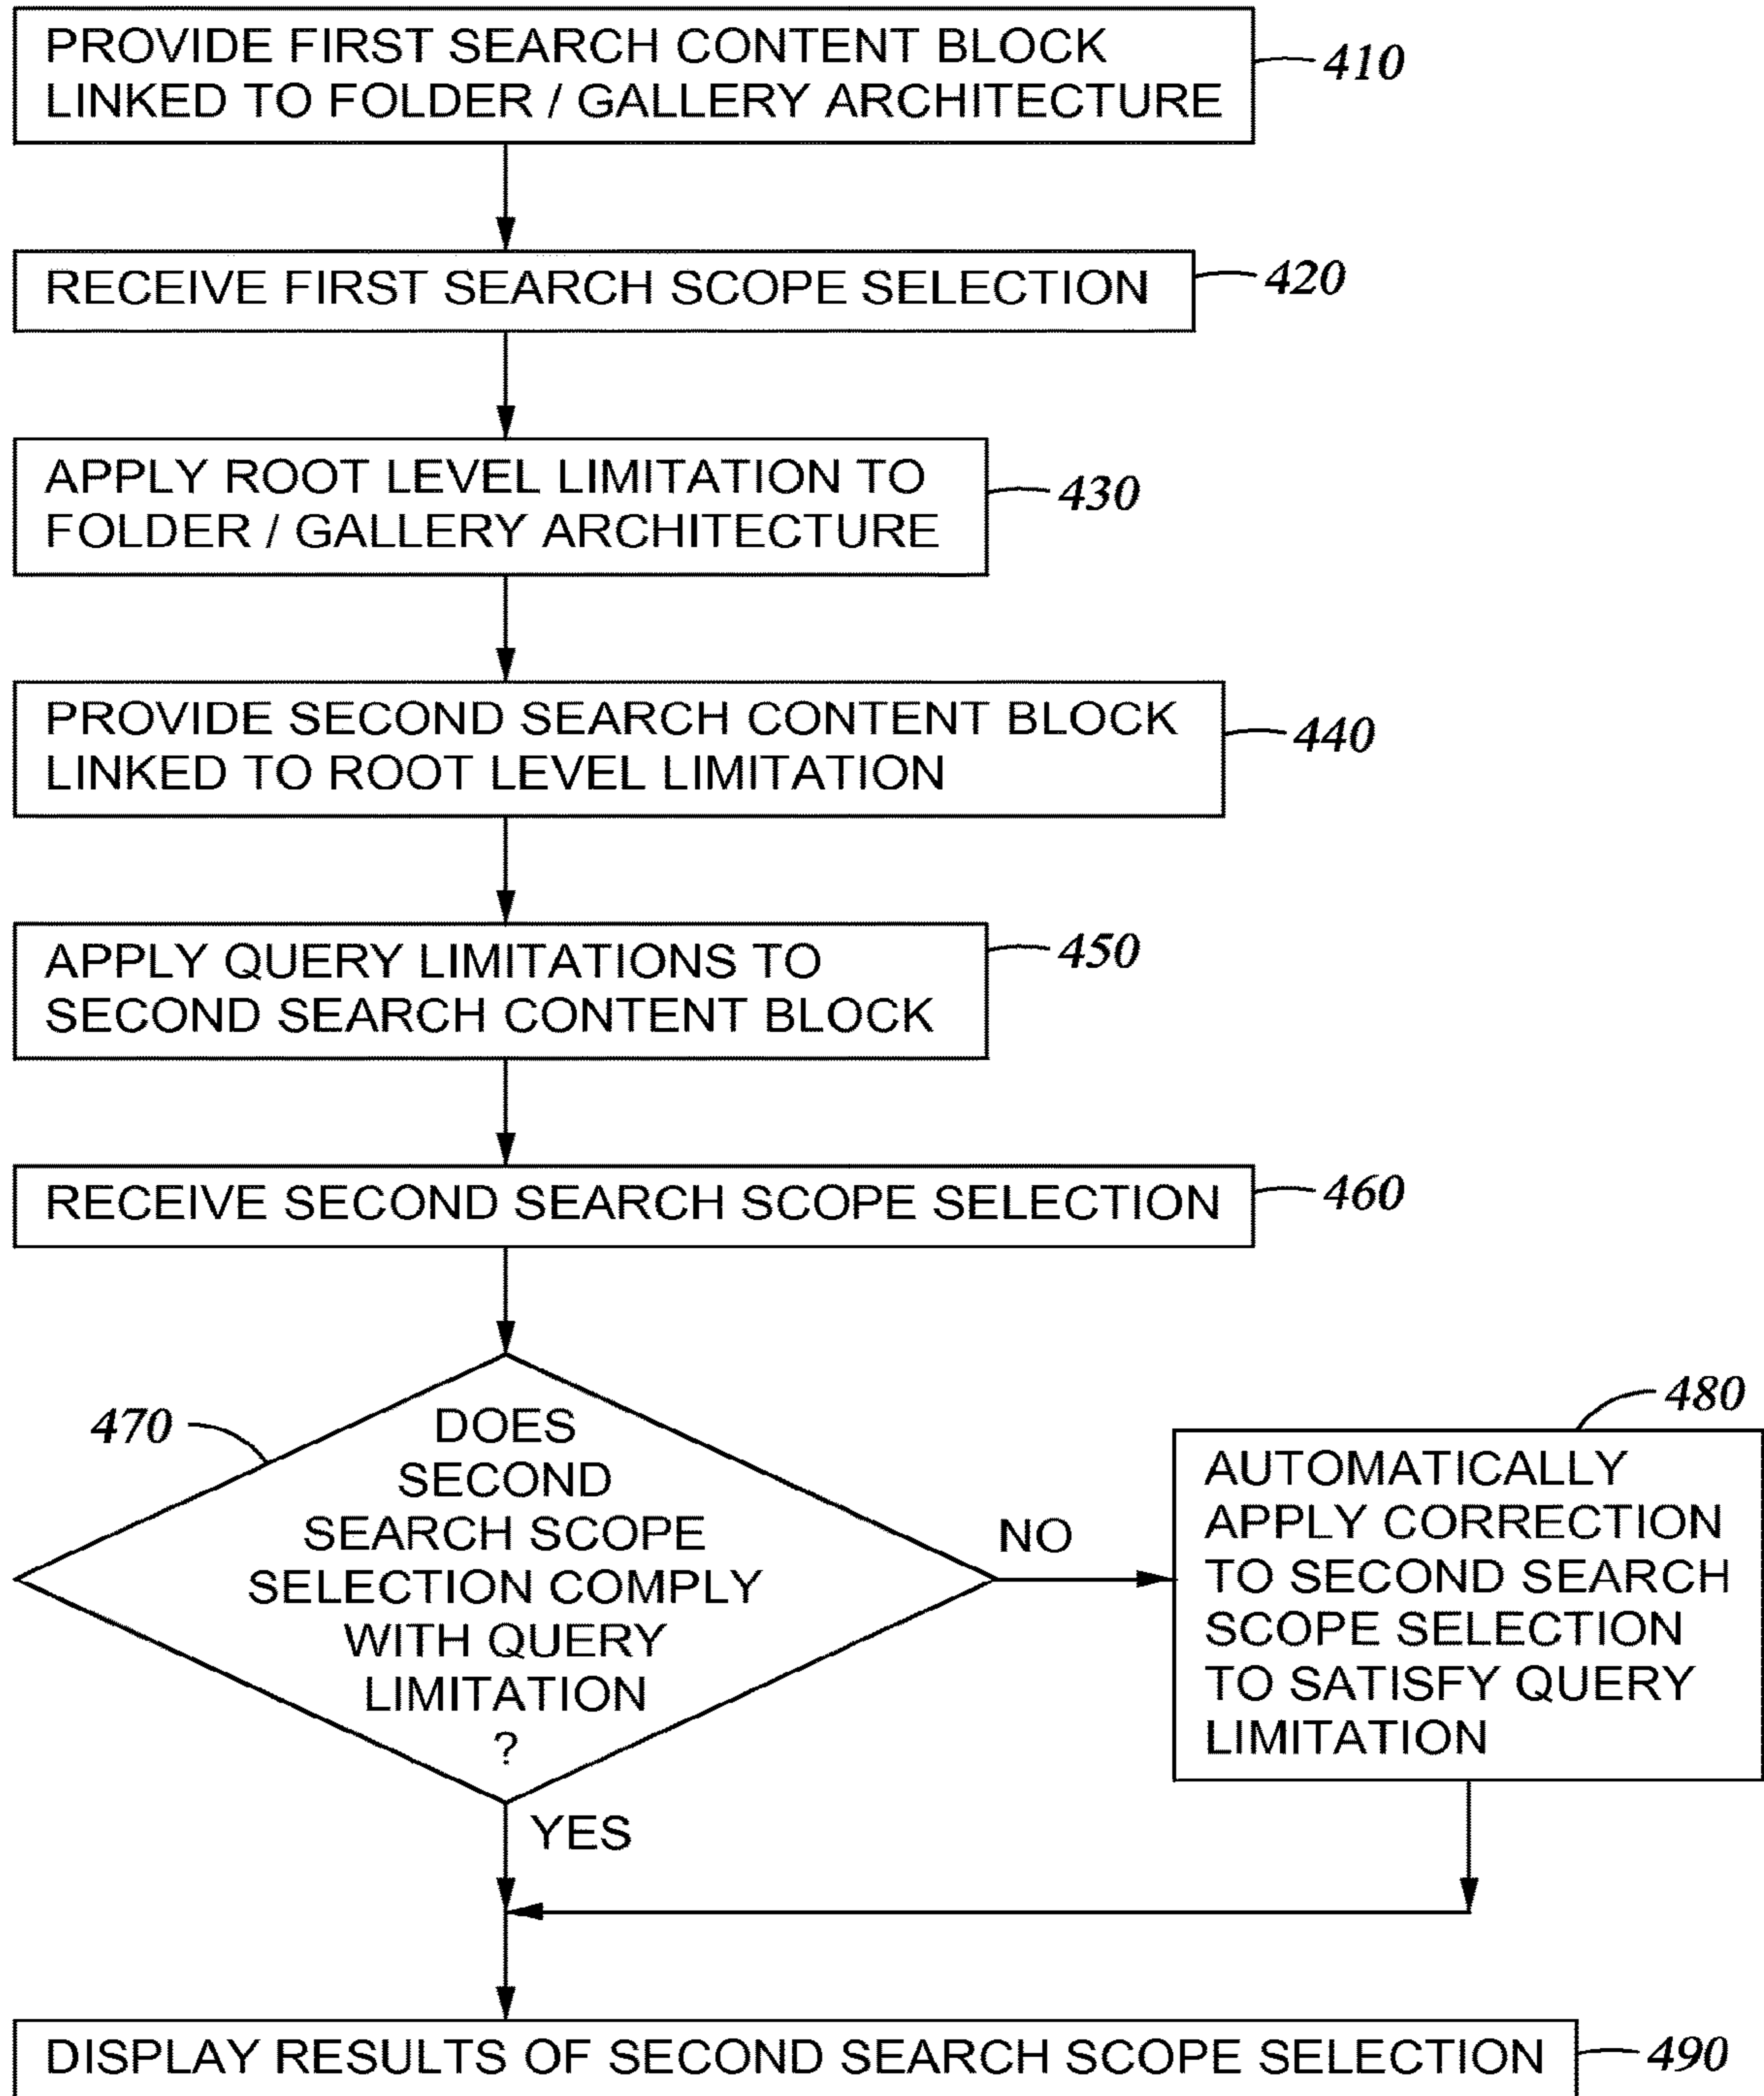 PROVIDE FIRST SEARCH CONTENT BLOCK
LINKED TO FOLDER / GALLERY ARCHITECTURE
410
RECEIVE FIRST SEARCH SCOPE SELECTION
420
APPLY ROOT LEVEL LIMITATION TO
FOLDER / GALLERY ARCHITECTURE
430
PROVIDE SECOND SEARCH CONTENT BLOCK
LINKED TO ROOT LEVEL LIMITATION
440
APPLY QUERY LIMITATIONS TO
SECOND SEARCH CONTENT BLOCK
450
RECEIVE SECOND SEARCH SCOPE SELECTION
460
470
DOES
SECOND
SEARCH SCOPE
SELECTION COMPLY
WITH QUERY
LIMITATION
?
NO
480
AUTOMATICALLY
APPLY CORRECTION
TO SECOND SEARCH
SCOPE SELECTION
TO SATISFY QUERY
LIMITATION
YES
DISPLAY RESULTS OF SECOND SEARCH SCOPE SELECTION
490